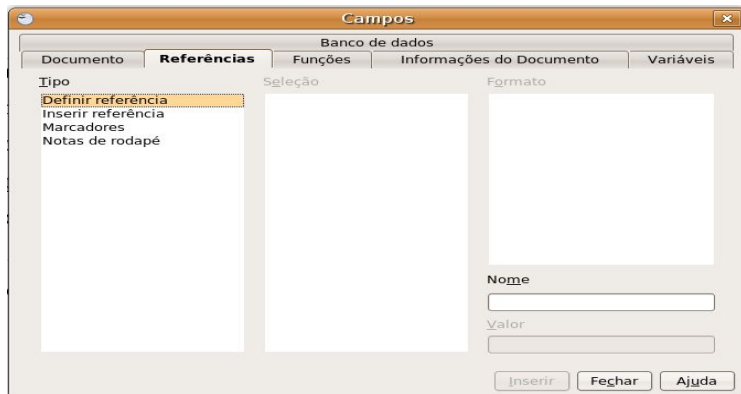 Campos
Banco de dados
Documento Referências Funções Informações do Documento Variáveis
Tipo Seleção Formato
Definir referência
Inserir referência
Marcadores
Notas de rodapé
Nome
Valor
Inserir Fechar Ajuda